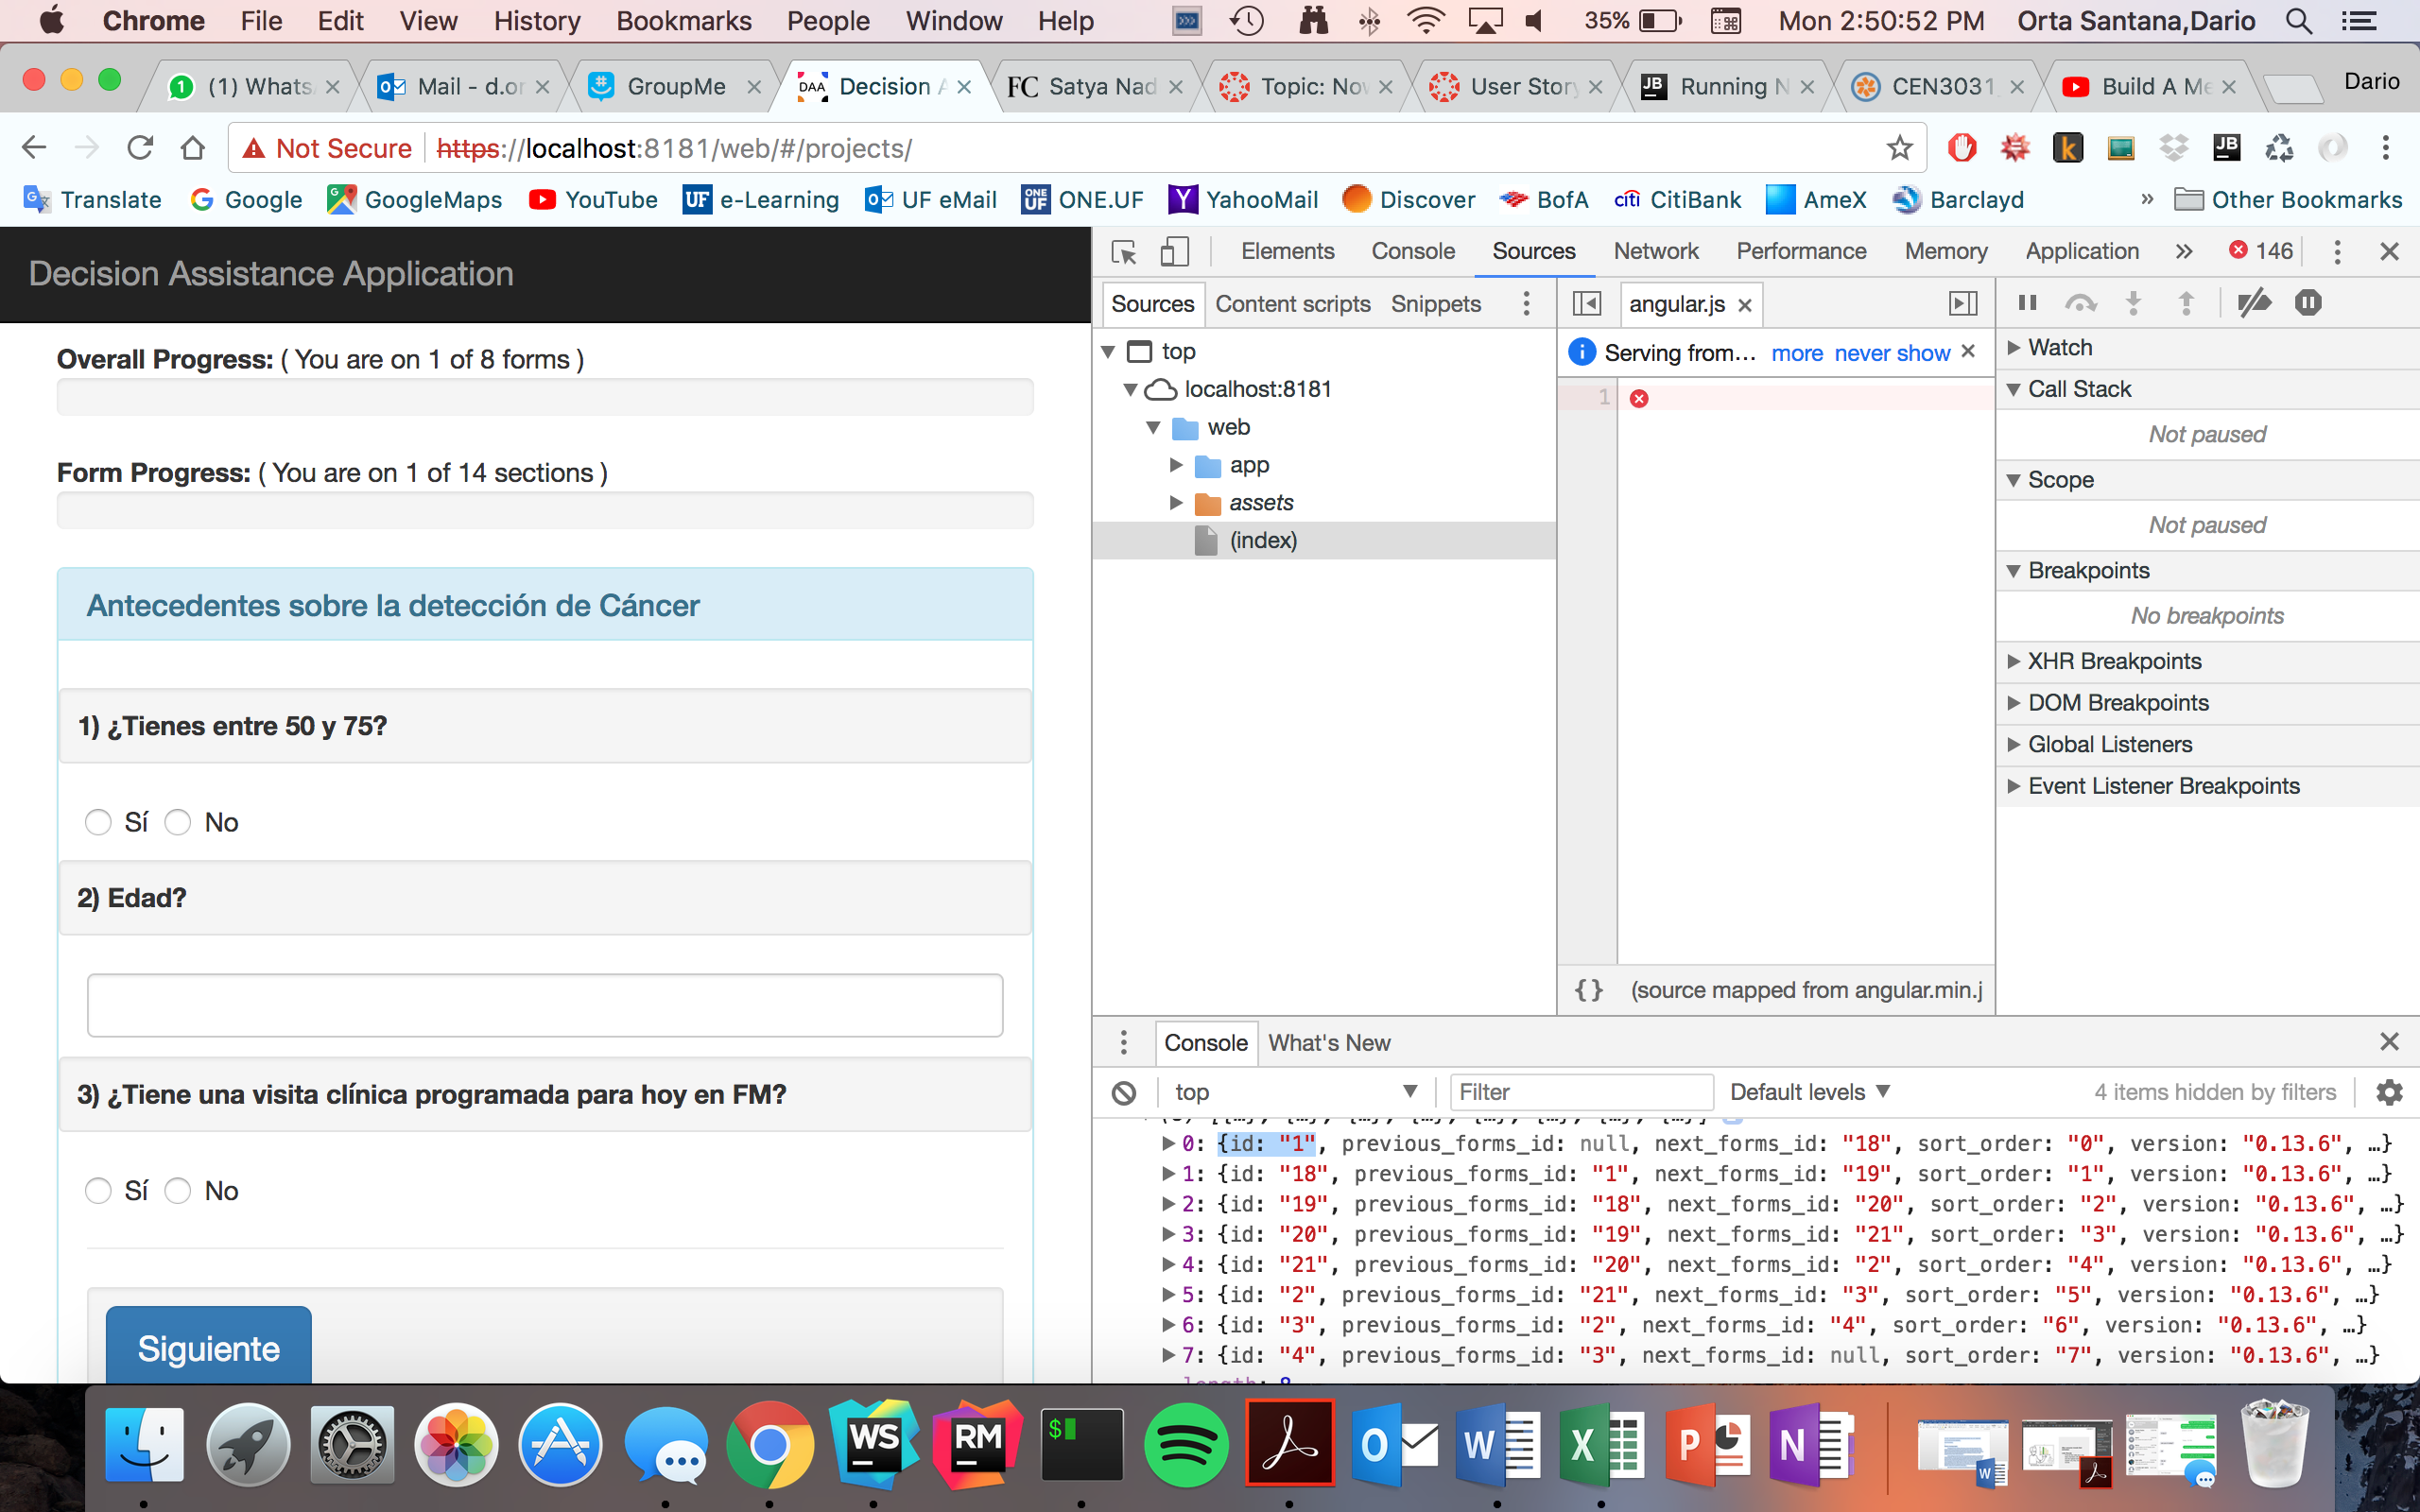 Chrome File Edit View History Bookmarks People Window Help 35% Mon 2:50:52 PM Orta Santana,Dario
(1) Whats Mail - d.or GroupMe Decision A Satya Nad Topic: Nov User Story Running N CEN3031 Build A Me Dario
Not Secure https://localhost:8181/web/#/projects/
Translate Google GoogleMaps YouTube e-Learning UF eMail ONE.UF YahooMail Discover BofA CitiBank AmeX Barclayd » Other Bookmarks
Decision Assistance Application
Overall Progress: ( You are on 1 of 8 forms )
Form Progress: ( You are on 1 of 14 sections )
Antecedentes sobre la detección de Cáncer
1) ¿Tienes entre 50 y 75?
Sí No
2) Edad?
3) ¿Tiene una visita clínica programada para hoy en FM?
Sí No
Siguiente
Elements Console Sources Network Performance Memory Application » 146
Sources Content scripts Snippets
top
localhost:8181
web
app
assets
(index)
angular.js
Serving from... more never show
1
{} (source mapped from angular.min.j
Watch
Call Stack
Not paused
Scope
Not paused
Breakpoints
No breakpoints
XHR Breakpoints
DOM Breakpoints
Global Listeners
Event Listener Breakpoints
Console What's New
top Filter Default levels 4 items hidden by filters
0: {id: "1", previous_forms_id: null, next_forms_id: "18", sort_order: "0", version: "0.13.6", …}
1: {id: "18", previous_forms_id: "1", next_forms_id: "19", sort_order: "1", version: "0.13.6", …}
2: {id: "19", previous_forms_id: "18", next_forms_id: "20", sort_order: "2", version: "0.13.6", …}
3: {id: "20", previous_forms_id: "19", next_forms_id: "21", sort_order: "3", version: "0.13.6", …}
4: {id: "21", previous_forms_id: "20", next_forms_id: "2", sort_order: "4", version: "0.13.6", …}
5: {id: "2", previous_forms_id: "21", next_forms_id: "3", sort_order: "5", version: "0.13.6", …}
6: {id: "3", previous_forms_id: "2", next_forms_id: "4", sort_order: "6", version: "0.13.6", …}
7: {id: "4", previous_forms_id: "3", next_forms_id: null, sort_order: "7", version: "0.13.6", …}
WS RM $ O W X P N